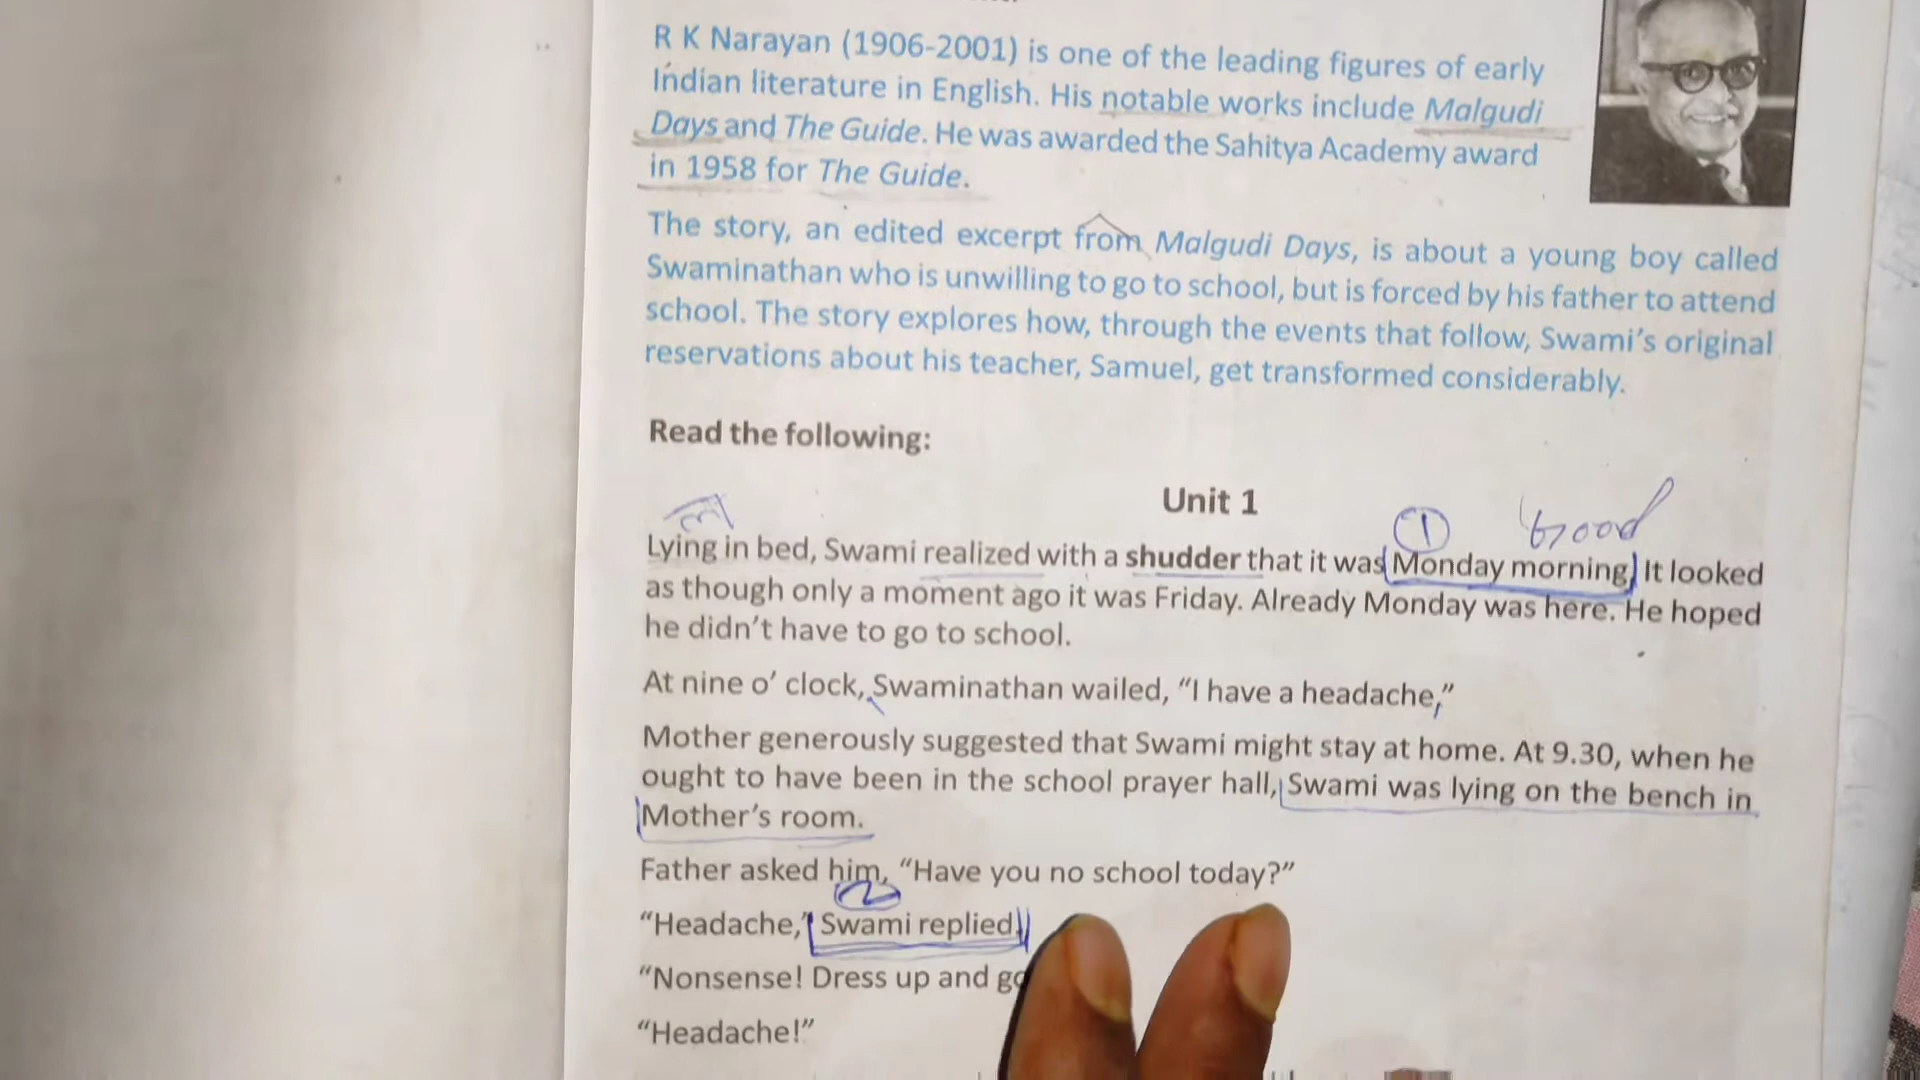 R K Narayan (1906-2001) is one of the leading figures of early
Indian literature in English. His notable works include Malgudi
Days and The Guide. He was awarded the Sahitya Academy award
in 1958 for The Guide.
The story, an edited excerpt from Malgudi Days, is about a young boy called
Swaminathan who is unwilling to go to school, but is forced by his father to attend
school. The story explores how, through the events that follow, Swami’s original
reservations about his teacher, Samuel, get transformed considerably.
Read the following:
Unit 1
1 Good
Lying in bed, Swami realized with a shudder that it was Monday morning. It looked
as though only a moment ago it was Friday. Already Monday was here. He hoped
he didn’t have to go to school.
At nine o’ clock, Swaminathan wailed, “I have a headache,”
Mother generously suggested that Swami might stay at home. At 9.30, when he
ought to have been in the school prayer hall, Swami was lying on the bench in
Mother’s room.
Father asked him, “Have you no school today?”
2
“Headache,” Swami replied.
“Nonsense! Dress up and
“Headache!”